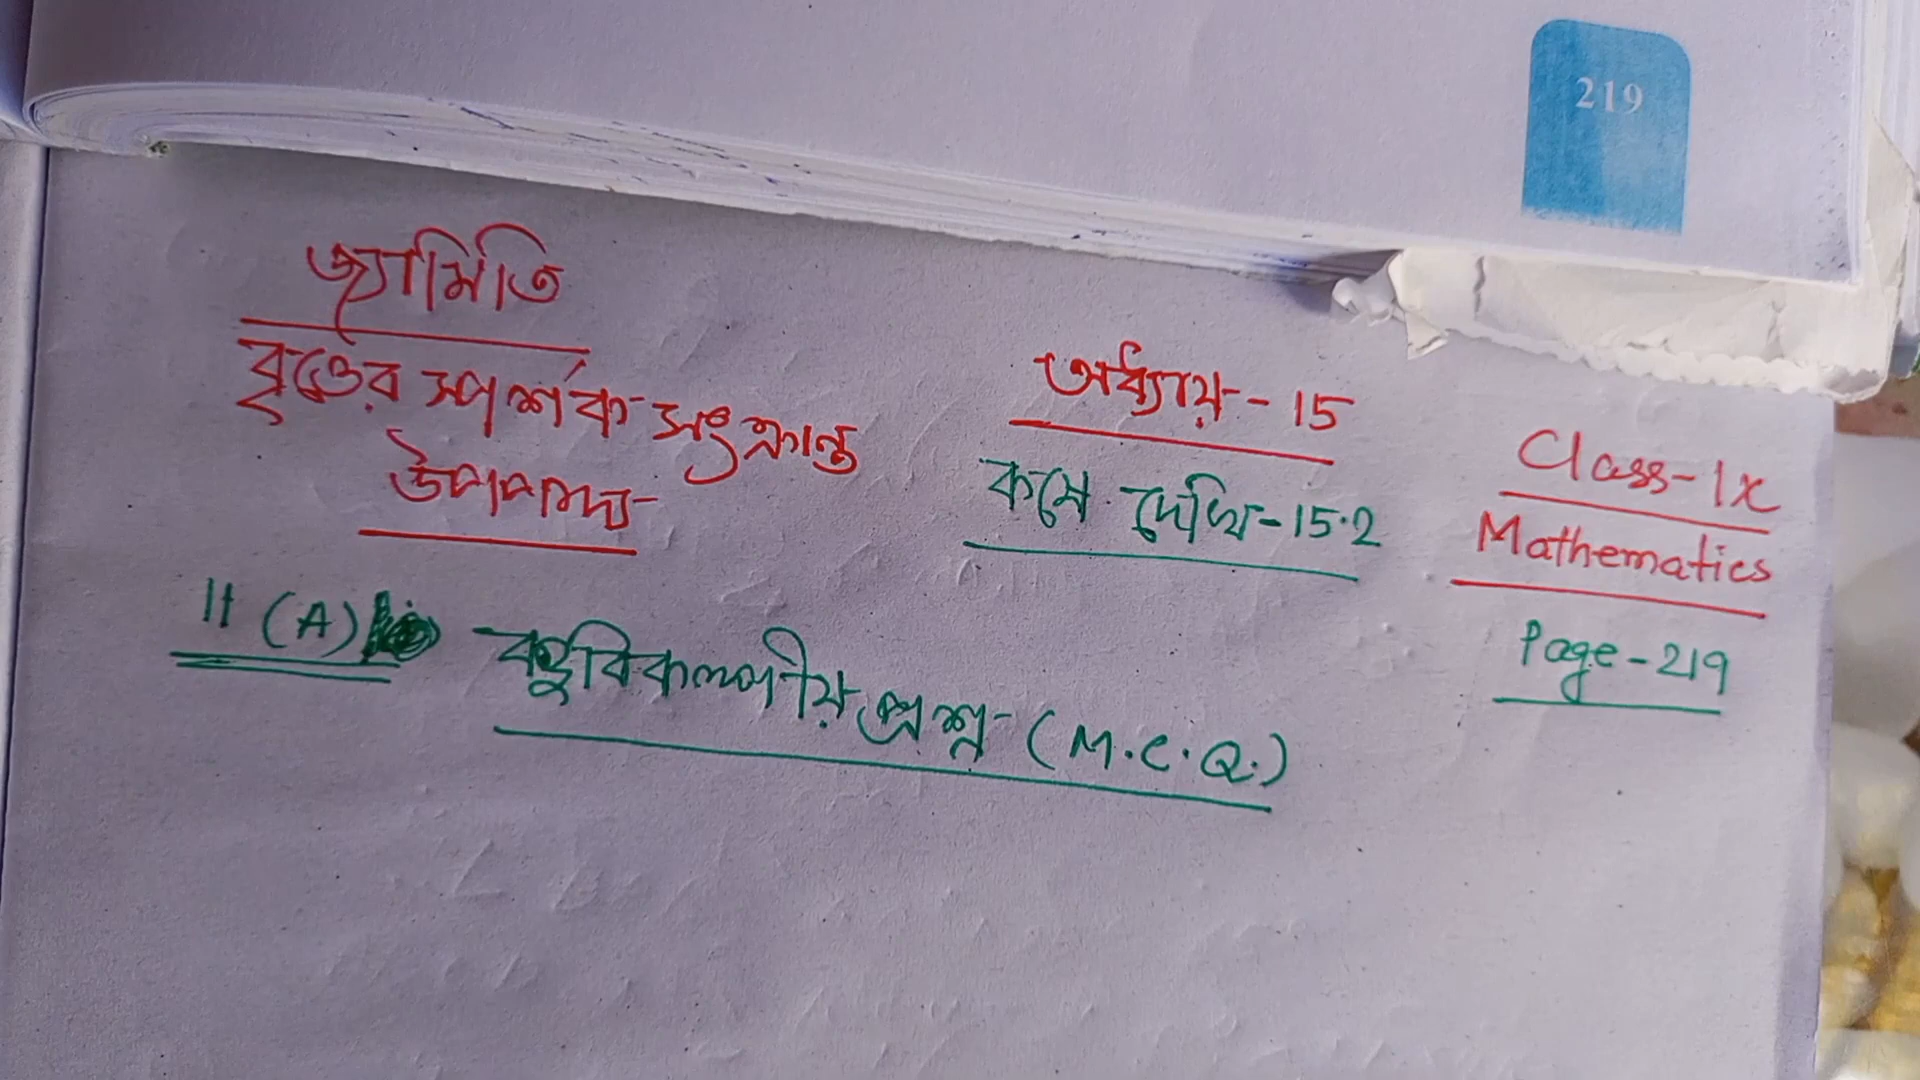 219
জ্যামিতি
বৃত্তের স্পর্শক সংক্রান্ত
উপপাদ্য
অধ্যায় - 15
কষে দেখি - 15.2
Class - IX
Mathematics
Page - 219
11 (A) বহুবিকল্পীয় প্রশ্ন (M.C.Q.)